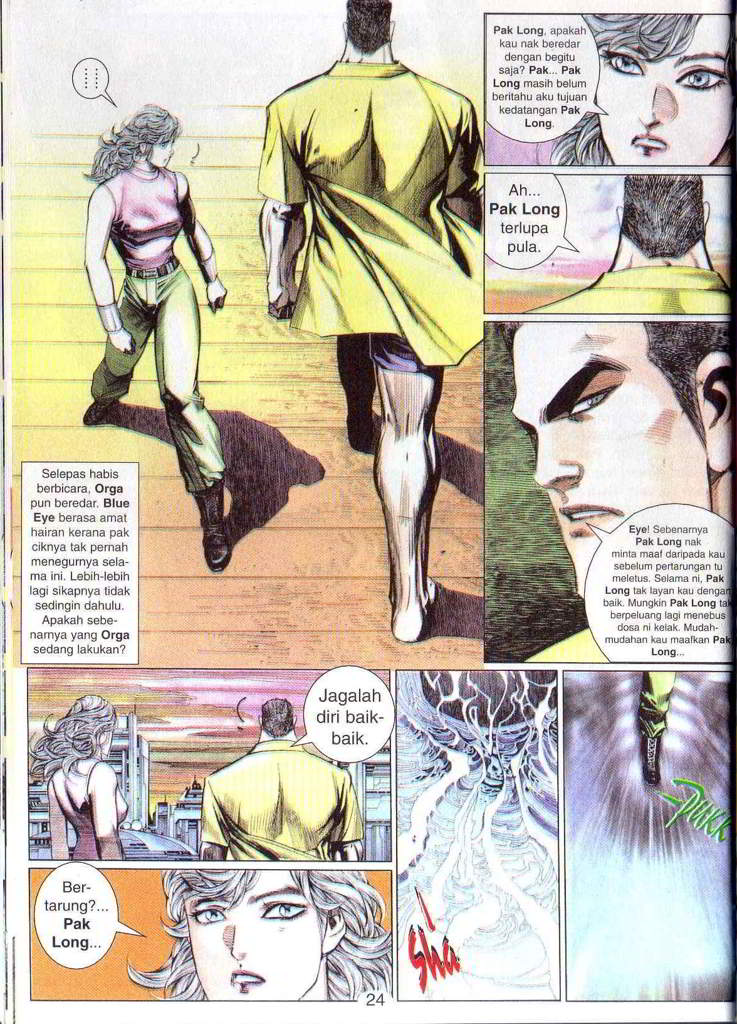 Pak Long, apakah
kau nak beredar
dengan begitu
saja? Pak... Pak
Long masih belum
beritahu aku tujuan
kedatangan Pak
Long.
Ah...
Pak Long
terlupa
pula.
Selepas habis
berbicara, Orga
pun beredar. Blue
Eye berasa amat
hairan kerana pak
ciknya tak pernah
menegurnya sela-
ma ini. Lebih-lebih
lagi sikapnya tidak
sedingin dahulu.
Apakah sebe-
narnya yang Orga
sedang lakukan?
Eye! Sebenarnya
Pak Long nak
minta maaf daripada kau
sebelum pertarungan tu
meletus. Selama ni, Pak
Long tak layan kau dengan
baik. Mungkin Pak Long tak
berpeluang lagi menebus
dosa ni kelak. Mudah-
mudahan kau maafkan Pak
Long...
Jagalah
diri baik-
baik.
Ber-
tarung?...
Pak
Long...
Sha
Pukk
24